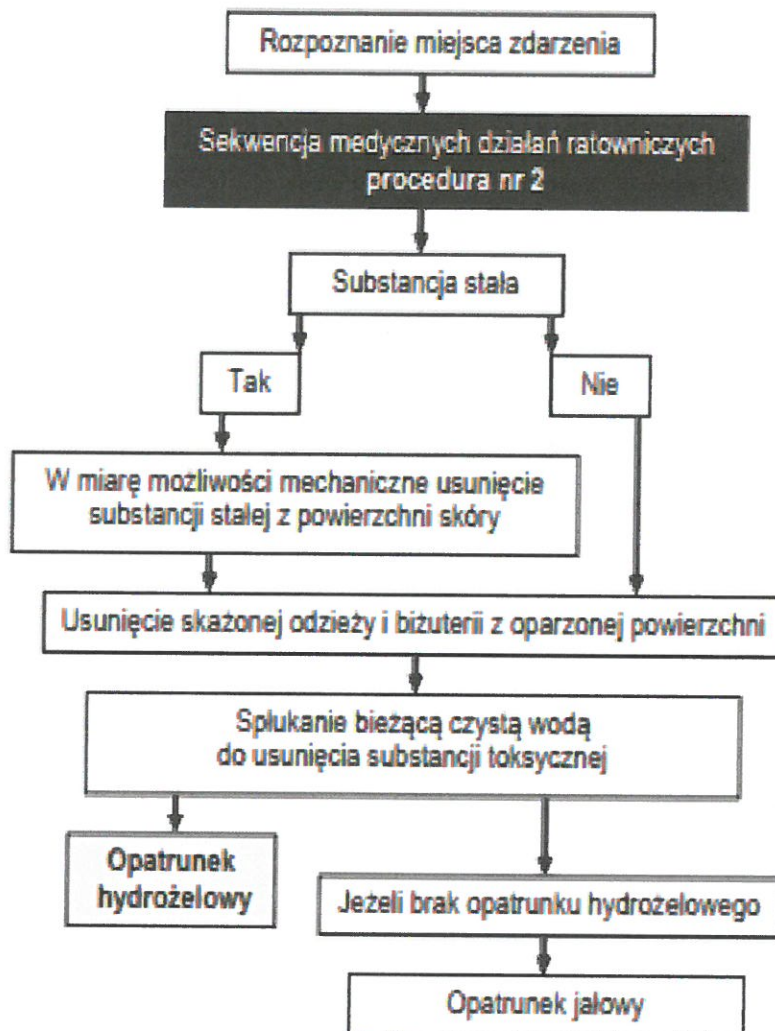 Rozpoznanie miejsca zdarzenia
Sekwencja medycznych działań ratowniczych
procedura nr 2
Substancja stała
Tak
Nie
W miarę możliwości mechaniczne usunięcie
substancji stałej z powierzchni skóry
Usunięcie skażonej odzieży i biżuterii z oparzonej powierzchni
Spłukanie bieżącą czystą wodą
do usunięcia substancji toksycznej
Opatrunek
hydrożelowy
Jeżeli brak opatrunku hydrożelowego
Opatrunek jałowy